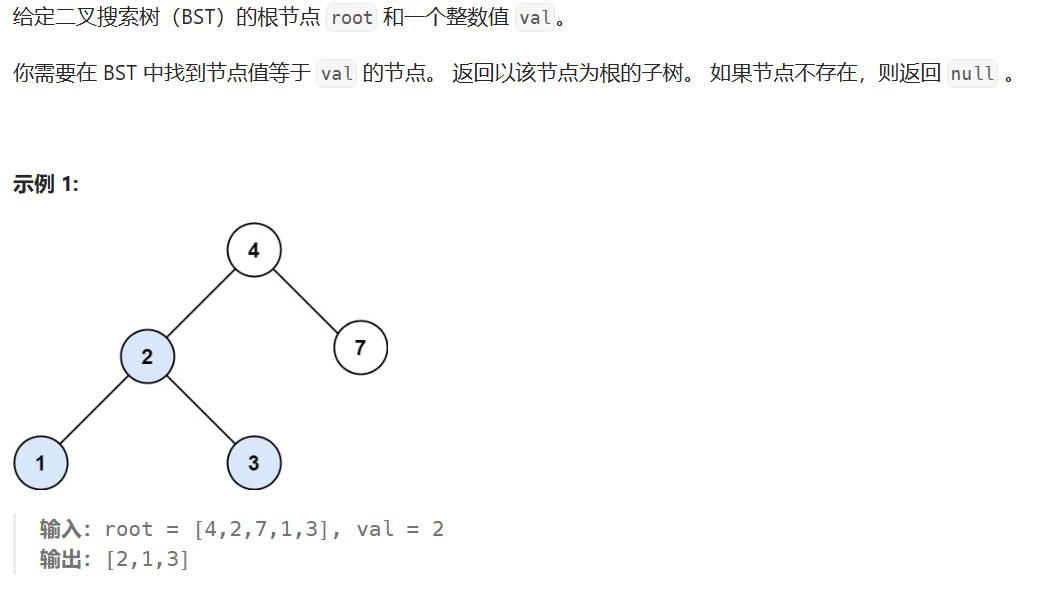 给定二叉搜索树（BST）的根节点 root 和一个整数值 val。
你需要在 BST 中找到节点值等于 val 的节点。 返回以该节点为根的子树。 如果节点不存在，则返回 null 。
示例 1:
4
2
7
1
3
输入：root = [4,2,7,1,3], val = 2
输出：[2,1,3]